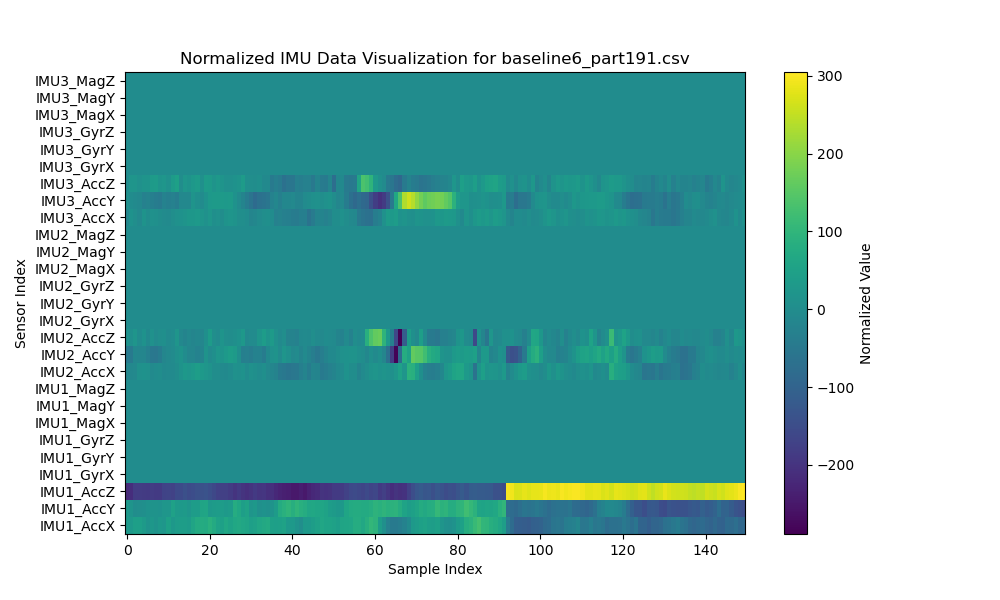 Normalized IMU Data Visualization for baseline6_part191.csv
IMU3_MagZ
IMU3_MagY
IMU3_MagX
IMU3_GyrZ
IMU3_GyrY
IMU3_GyrX
IMU3_AccZ
IMU3_AccY
IMU3_AccX
IMU2_MagZ
IMU2_MagY
IMU2_MagX
IMU2_GyrZ
IMU2_GyrY
IMU2_GyrX
IMU2_AccZ
IMU2_AccY
IMU2_AccX
IMU1_MagZ
IMU1_MagY
IMU1_MagX
IMU1_GyrZ
IMU1_GyrY
IMU1_GyrX
IMU1_AccZ
IMU1_AccY
IMU1_AccX
Sensor Index
0 20 40 60 80 100 120 140
Sample Index
300
200
100
0
−100
−200
Normalized Value